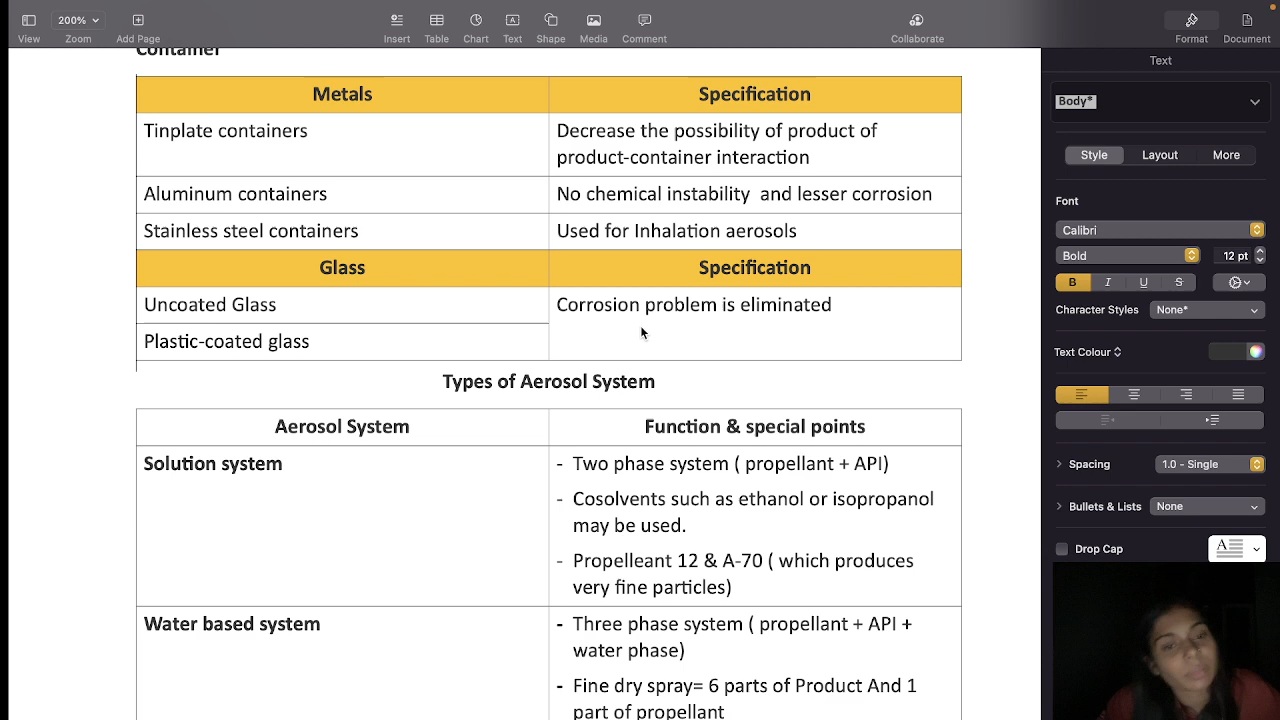 200%
View
Zoom
Add Page
Insert
Table
Chart
Text
Shape
Media
Comment
Collaborate
Format
Document
Container
Metals
Specification
Tinplate containers
Decrease the possibility of product of
product-container interaction
Aluminum containers
No chemical instability and lesser corrosion
Stainless steel containers
Used for Inhalation aerosols
Glass
Specification
Uncoated Glass
Corrosion problem is eliminated
Plastic-coated glass
Types of Aerosol System
Aerosol System
Function & special points
Solution system
- Two phase system ( propellant + API)
- Cosolvents such as ethanol or isopropanol
may be used.
- Propelleant 12 & A-70 ( which produces
very fine particles)
Water based system
- Three phase system ( propellant + API +
water phase)
- Fine dry spray= 6 parts of Product And 1
part of propellant
Text
Body*
Style
Layout
More
Font
Calibri
Bold
12 pt
B
I
U
S
Character Styles
None*
Text Colour
Spacing
1.0 - Single
Bullets & Lists
None
Drop Cap
A